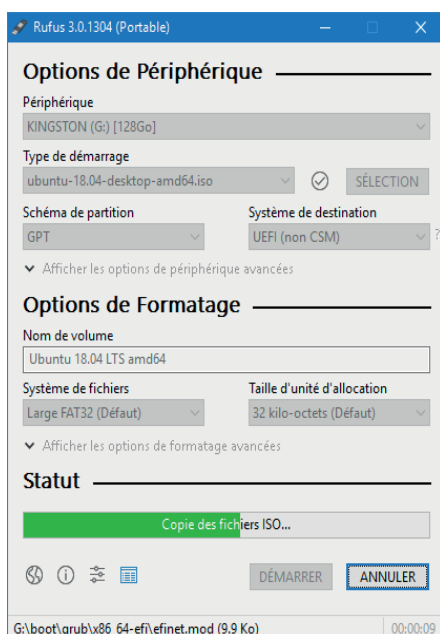 Rufus 3.0.1304 (Portable)
Options de Périphérique
Périphérique
KINGSTON (G:) [128Go]
Type de démarrage
ubuntu-18.04-desktop-amd64.iso SÉLECTION
Schéma de partition Système de destination
GPT UEFI (non CSM) ?
Afficher les options de périphérique avancées
Options de Formatage
Nom de volume
Ubuntu 18.04 LTS amd64
Système de fichiers Taille d'unité d'allocation
Large FAT32 (Défaut) 32 kilo-octets (Défaut)
Afficher les options de formatage avancées
Statut
Copie des fichiers ISO...
DÉMARRER ANNULER
G:\boot\grub\x86_64-efi\efinet.mod (9.9 Ko) 00:00:09